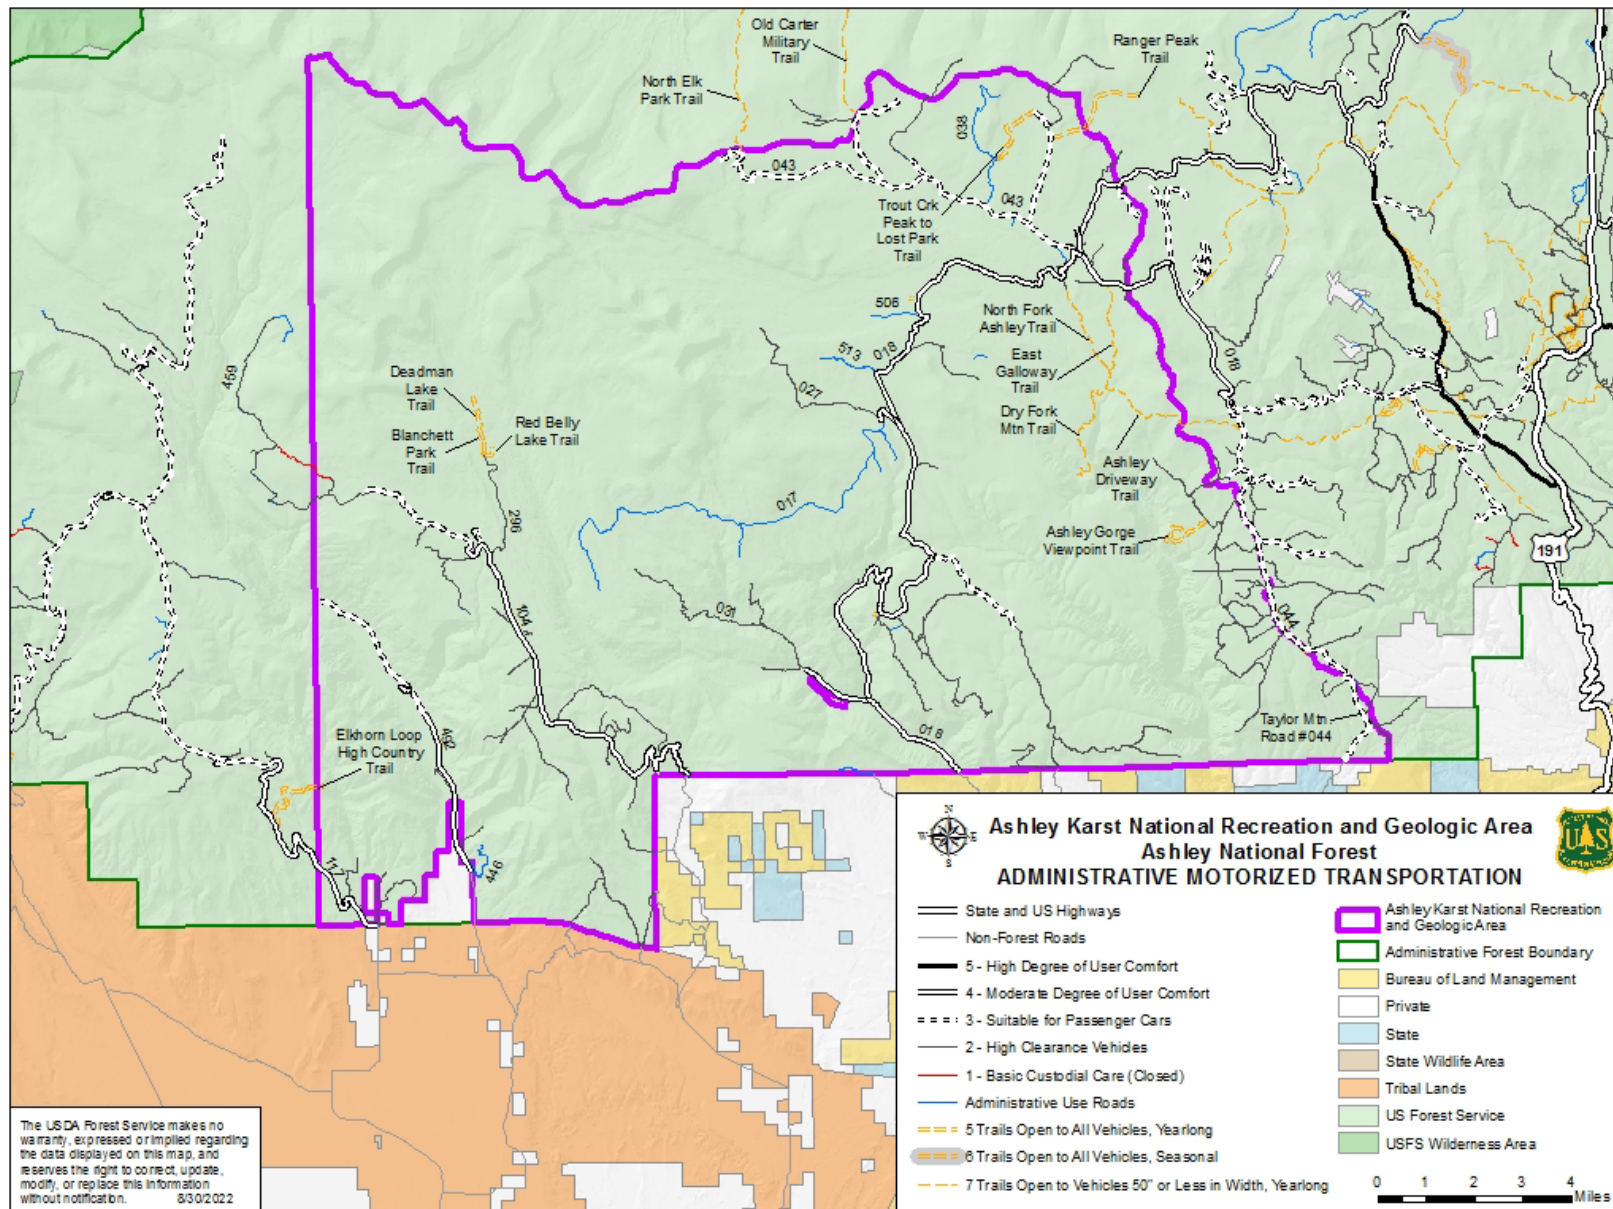 Old Carter
Military
Trail
Ranger Peak
Trail
North Elk
Park Trail
038
043
043
Trout Crk
Peak to
Lost Park
Trail
506
North Fork
Ashley Trail
513
018
018
East
Galloway
Trail
459
Deadman
Lake
Trail
027
Dry Fork
Mtn Trail
Blanchett
Park
Trail
Red Belly
Lake Trail
Ashley
Driveway
Trail
017
296
Ashley Gorge
Viewpoint Trail
191
031
104
044
Taylor Mtn
Road #044
018
492
Elkhorn Loop
High Country
Trail
446
N
W
E
S
Ashley Karst National Recreation and Geologic Area
Ashley National Forest
ADMINISTRATIVE MOTORIZED TRANSPORTATION
U S
State and US Highways
Non-Forest Roads
5 - High Degree of User Comfort
4 - Moderate Degree of User Comfort
3 - Suitable for Passenger Cars
2 - High Clearance Vehicles
1 - Basic Custodial Care (Closed)
Administrative Use Roads
5 Trails Open to All Vehicles, Yearlong
6 Trails Open to All Vehicles, Seasonal
7 Trails Open to Vehicles 50" or Less in Width, Yearlong
Ashley Karst National Recreation
and Geologic Area
Administrative Forest Boundary
Bureau of Land Management
Private
State
State Wildlife Area
Tribal Lands
US Forest Service
USFS Wilderness Area
0 1 2 3 4
Miles
The USDA Forest Service makes no
warranty, expressed or implied regarding
the data displayed on this map, and
reserves the right to correct, update,
modify, or replace this information
without notification. 8/30/2022